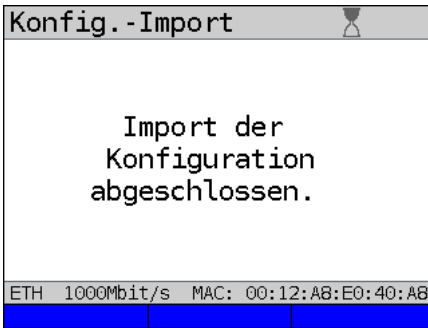 Konfig.-Import
Import der
Konfiguration
abgeschlossen.
ETH 1000Mbit/s MAC: 00:12:A8:E0:40:A8